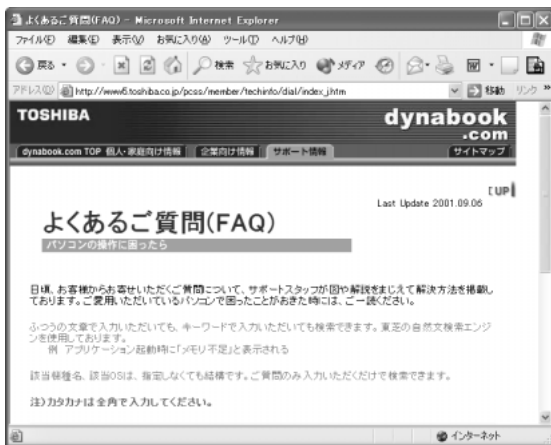 よくあるご質問(FAQ) - Microsoft Internet Explorer
ファイル(F) 編集(E) 表示(V) お気に入り(A) ツール(T) ヘルプ(H)
戻る 検索 お気に入り メディア
アドレス(D) http://www6.toshiba.co.jp/pcss/member/techinfo/dial/index_j.htm 移動 リンク »
TOSHIBA
dynabook
.com
dynabook.com TOP 個人・家庭向け情報 企業向け情報 サポート情報 サイトマップ
[UP]
Last Update 2001.09.06
よくあるご質問(FAQ)
パソコンの操作に困ったら
日頃、お客様からお寄せいただくご質問について、サポートスタッフが図や解説をまじえて解決方法を掲載し
ております。ご愛用いただいているパソコンで困ったことがおきた時には、ご一読ください。
ふつうの文章で入力いただいても、キーワードで入力いただいても検索できます。東芝の自然文検索エンジ
ンを使用しております。
例 アプリケーション起動時に「メモリ不足」と表示される
該当機種名、該当OSは、指定しなくても結構です。ご質問のみ入力いただくだけで検索できます。
注)カタカナは全角で入力してください。
インターネット